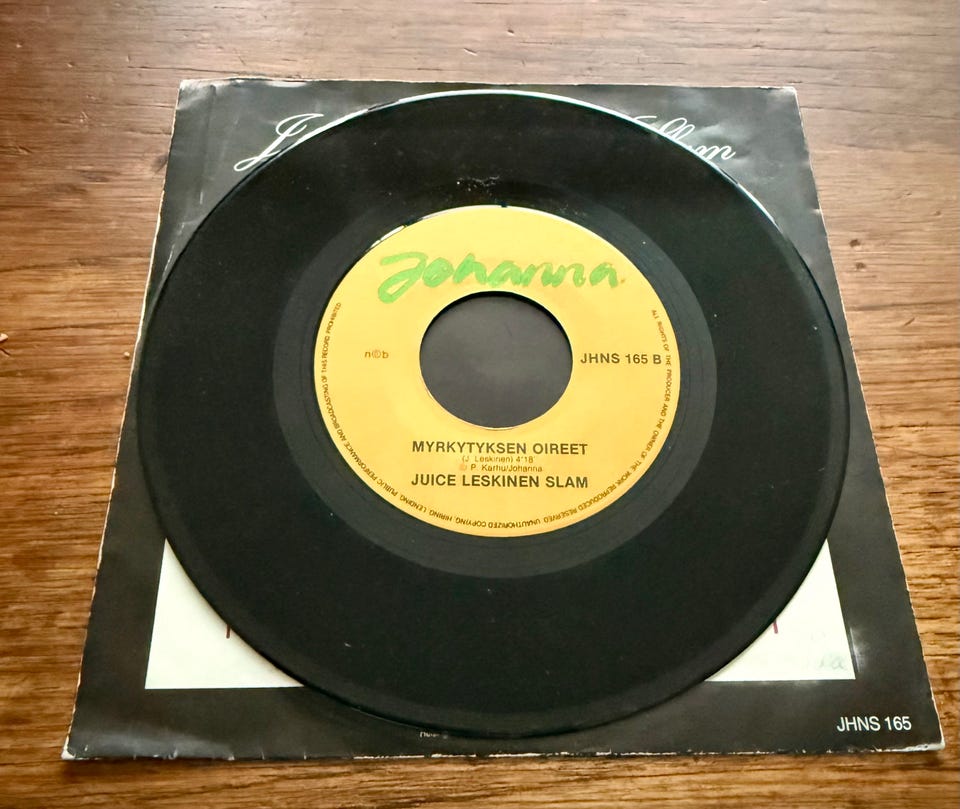 Johanna
n©b
JHNS 165 B
MYRKYTYKSEN OIREET
(J. Leskinen) 4'18'
℗ P. Karhu/Johanna
JUICE LESKINEN SLAM
ALL RIGHTS OF THE PRODUCER AND THE OWNER OF THE WORK REPRODUCED RESERVED. UNAUTHORIZED COPYING, HIRING, LENDING, PUBLIC PERFORMANCE AND BROADCASTING OF THIS RECORD PROHIBITED
JHNS 165